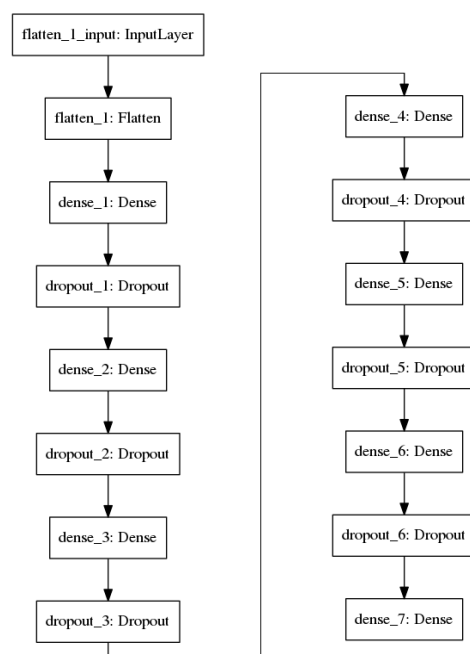 flatten_1_input: InputLayer
flatten_1: Flatten
dense_1: Dense
dropout_1: Dropout
dense_2: Dense
dropout_2: Dropout
dense_3: Dense
dropout_3: Dropout
dense_4: Dense
dropout_4: Dropout
dense_5: Dense
dropout_5: Dropout
dense_6: Dense
dropout_6: Dropout
dense_7: Dense